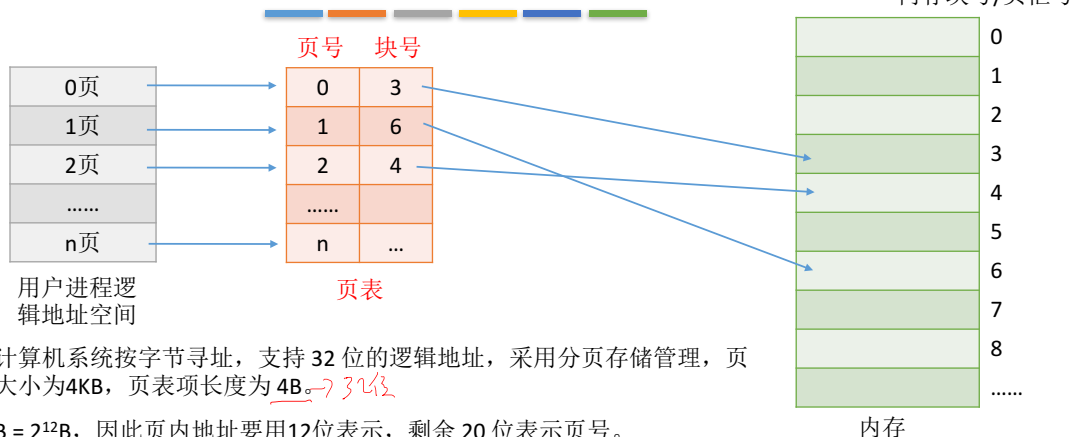 页号 块号
0页
1页
2页
……
n页
0 3
1 6
2 4
……
n …
0
1
2
3
4
5
6
7
8
……
用户进程逻
辑地址空间
页表
内存
计算机系统按字节寻址，支持 32 位的逻辑地址，采用分页存储管理，页
大小为4KB，页表项长度为 4B。→32位
B = 2¹²B，因此页内地址要用12位表示，剩余 20 位表示页号。